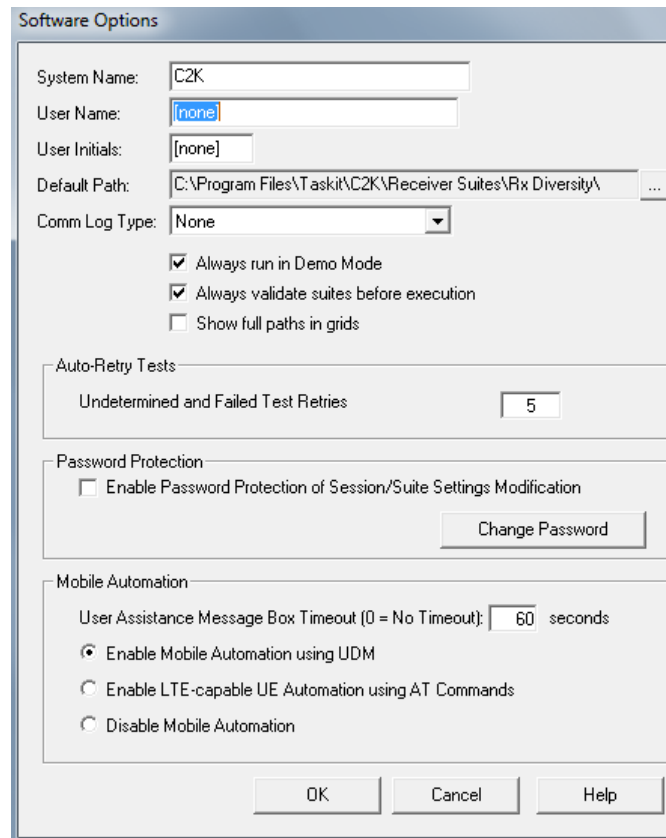 Software Options
System Name: C2K
User Name: [none]
User Initials: [none]
Default Path: C:\Program Files\Taskit\C2K\Receiver Suites\Rx Diversity\ ...
Comm Log Type: None
Always run in Demo Mode
Always validate suites before execution
Show full paths in grids
Auto-Retry Tests
Undetermined and Failed Test Retries 5
Password Protection
Enable Password Protection of Session/Suite Settings Modification
Change Password
Mobile Automation
User Assistance Message Box Timeout (0 = No Timeout): 60 seconds
Enable Mobile Automation using UDM
Enable LTE-capable UE Automation using AT Commands
Disable Mobile Automation
OK Cancel Help